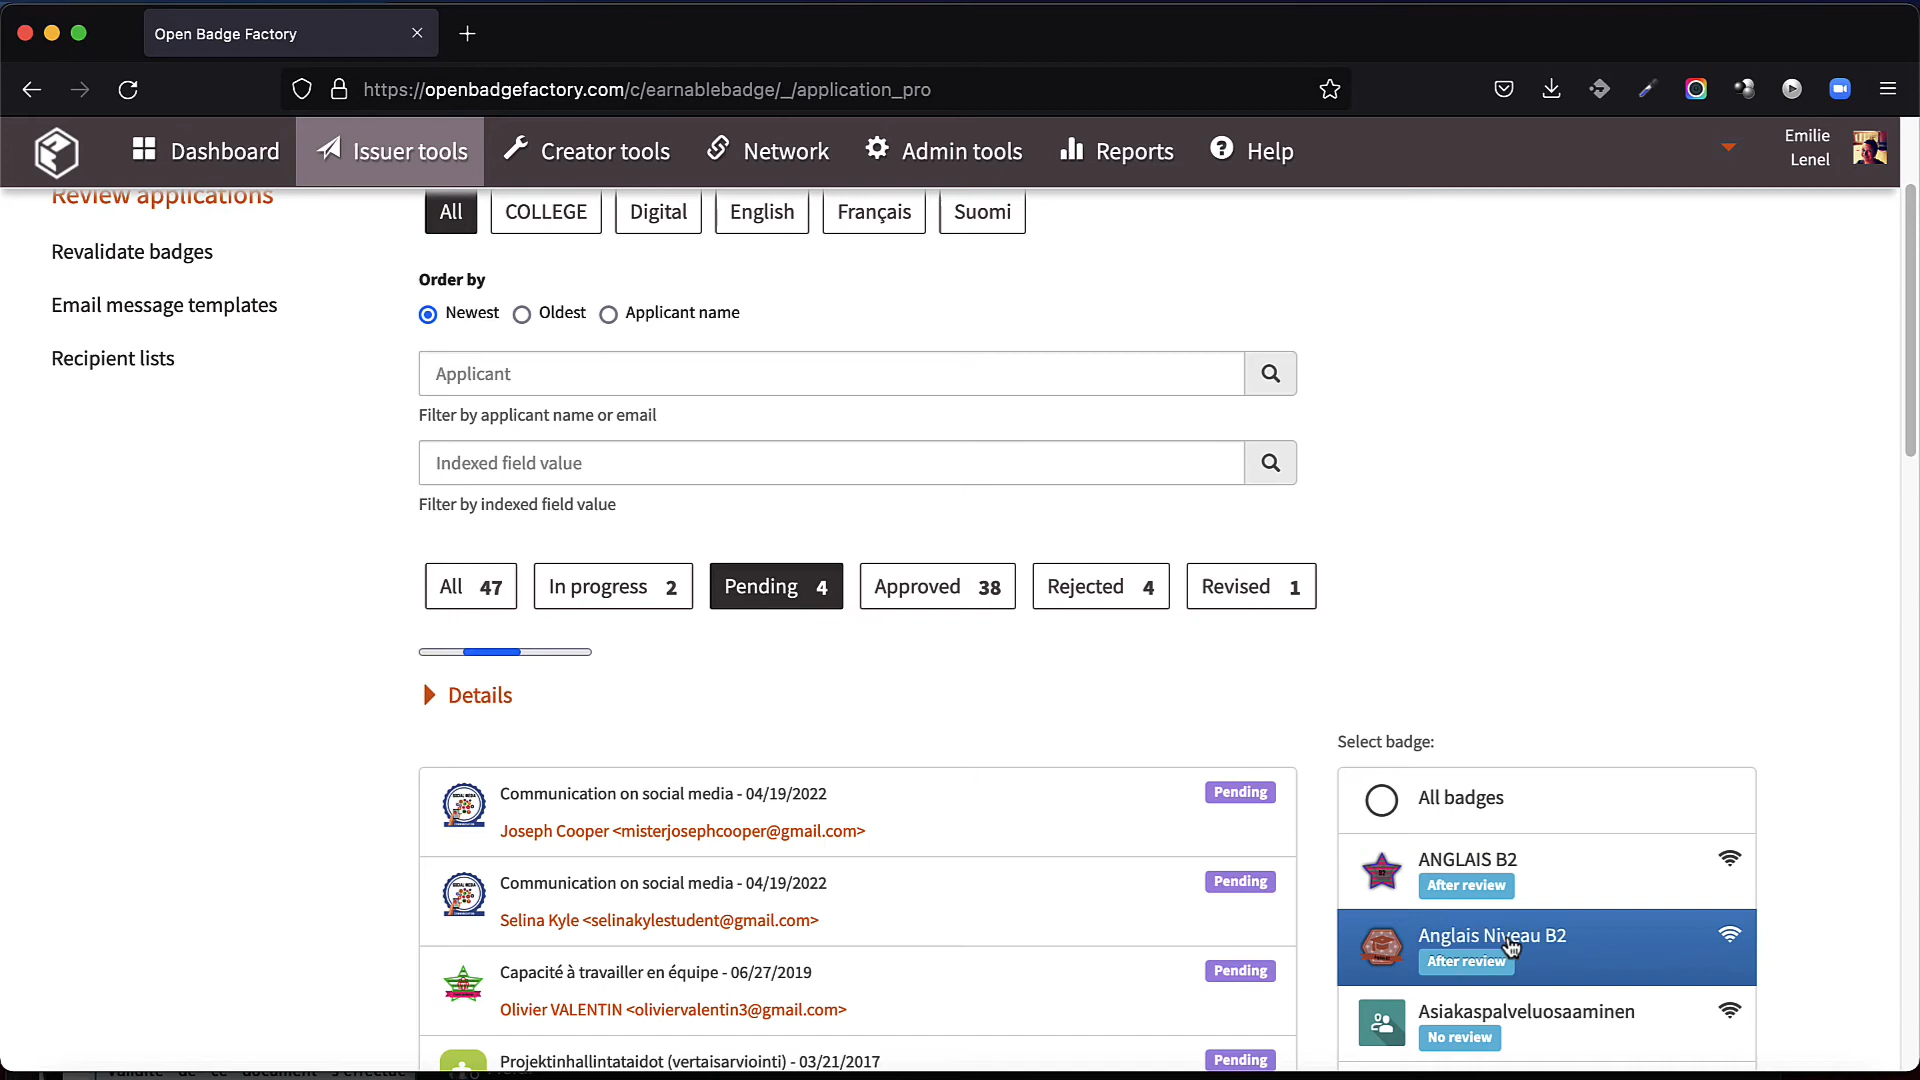 Open Badge Factory
https://openbadgefactory.com/c/earnablebadge/_/application_pro
Dashboard
Issuer tools
Creator tools
Network
Admin tools
Reports
Help
Emilie
Lenel
Review applications
Revalidate badges
Email message templates
Recipient lists
All
COLLEGE
Digital
English
Français
Suomi
Order by
Newest
Oldest
Applicant name
Applicant
Filter by applicant name or email
Indexed field value
Filter by indexed field value
All 47
In progress 2
Pending 4
Approved 38
Rejected 4
Revised 1
Details
Communication on social media - 04/19/2022
Pending
Joseph Cooper <misterjosephcooper@gmail.com>
Communication on social media - 04/19/2022
Pending
Selina Kyle <selinakylestudent@gmail.com>
Capacité à travailler en équipe - 06/27/2019
Pending
Olivier VALENTIN <oliviervalentin3@gmail.com>
Projektinhallintataidot (vertaisarviointi) - 03/21/2017
Pending
Select badge:
All badges
ANGLAIS B2
After review
Anglais Niveau B2
After review
Asiakaspalveluosaaminen
No review